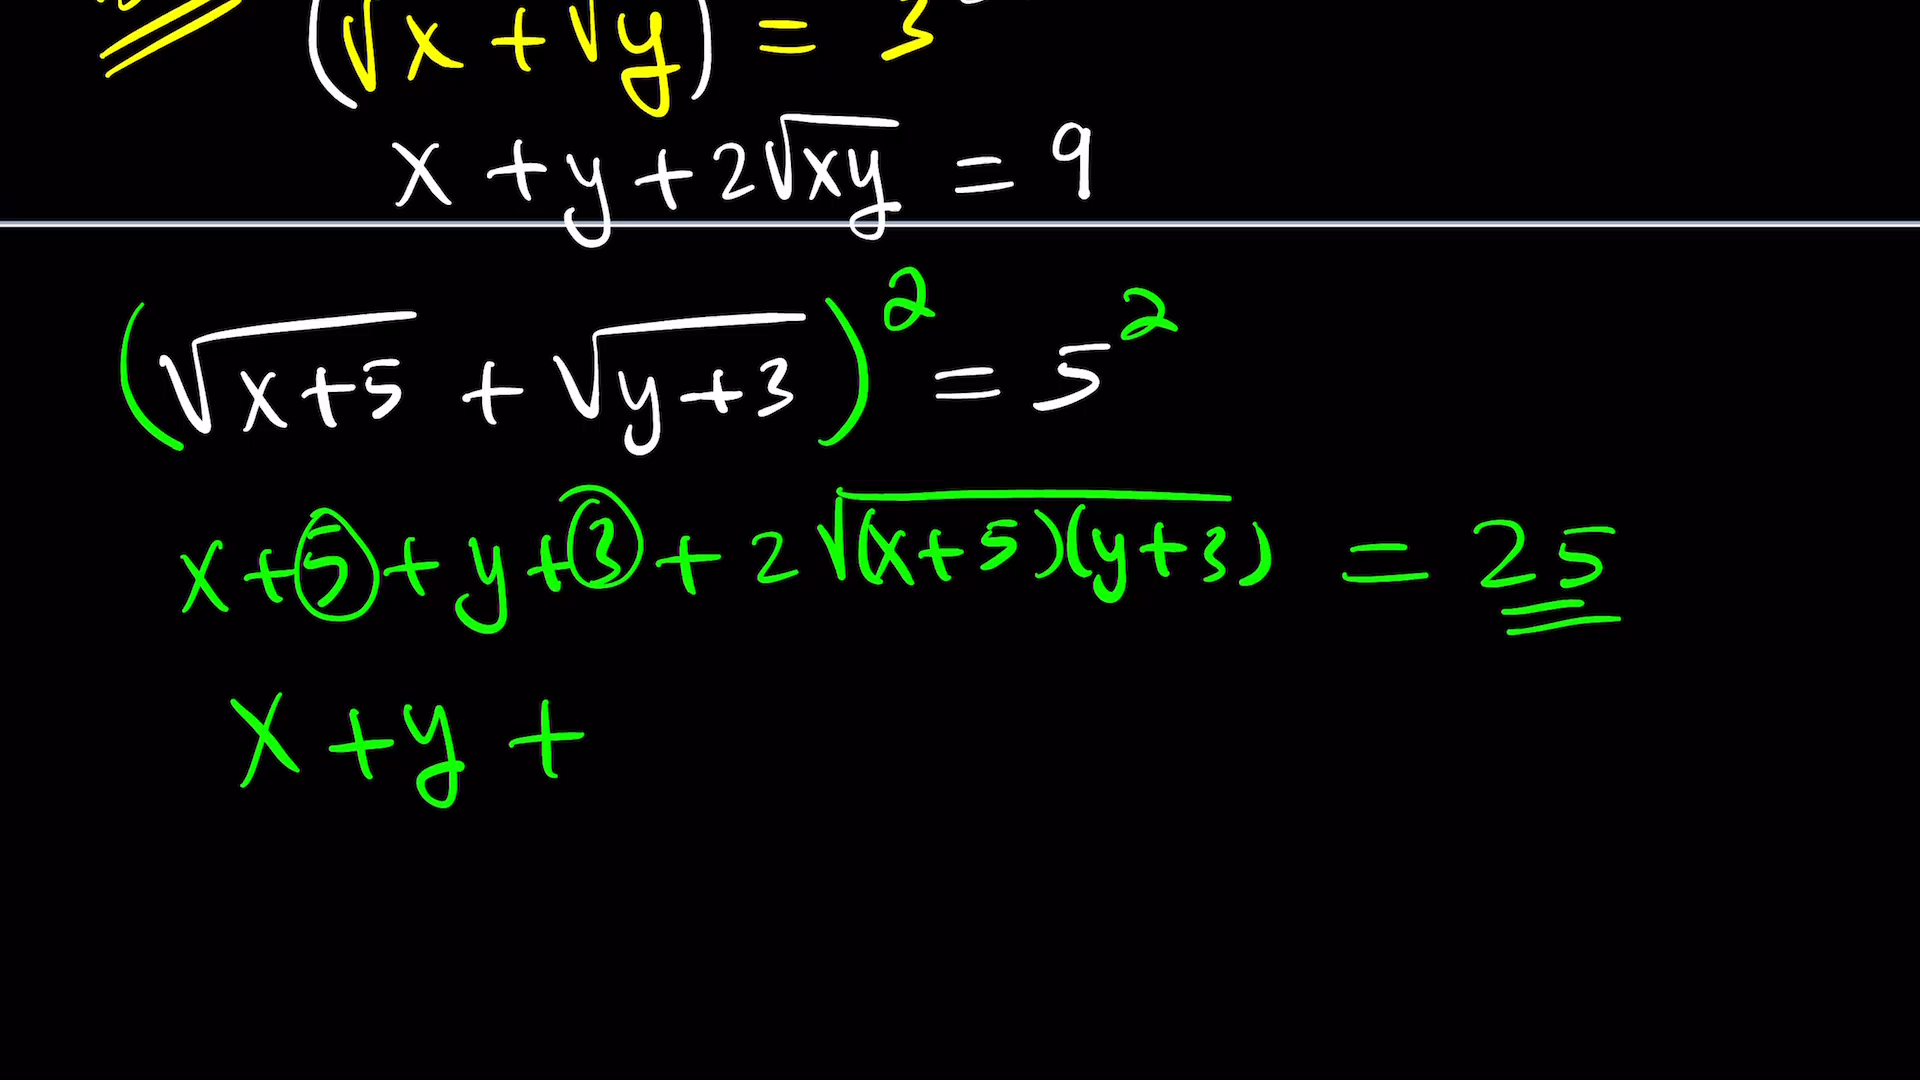 (√x + √y) = 3
x + y + 2√xy = 9
(√x+5 + √y+3)² = 5²
x+5+y+3+2√(x+5)(y+3) = 25
x + y +